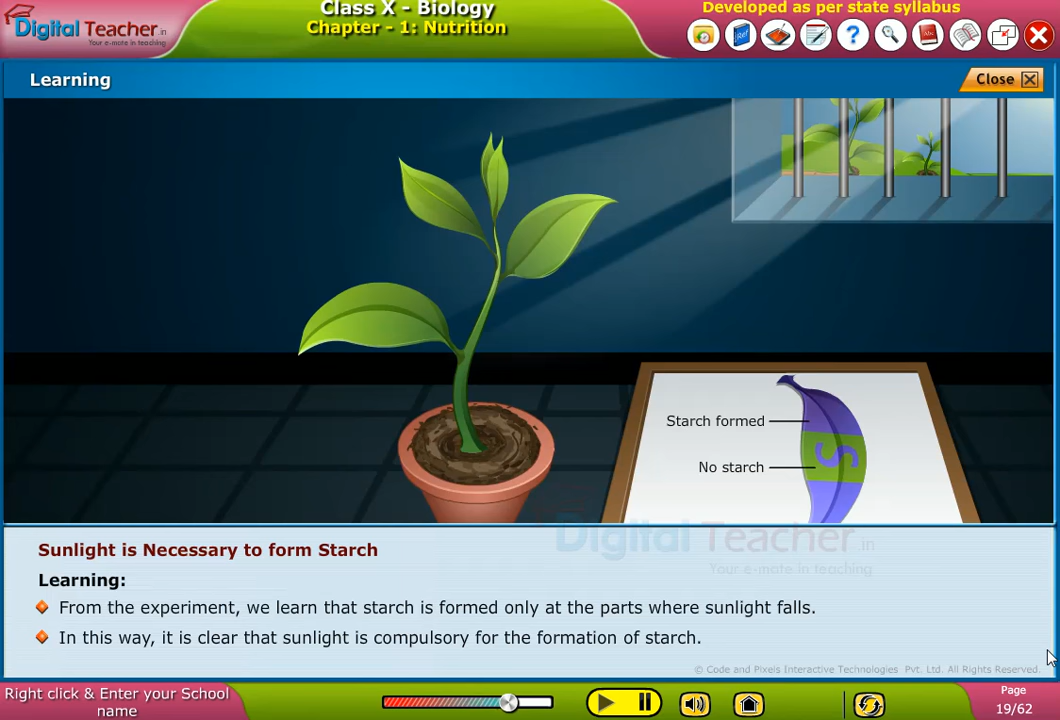 Digital Teacher.in
Your e-mate in teaching
Class X - Biology
Chapter - 1: Nutrition
Developed as per state syllabus
Ref
?
Abc
Learning
Close
Starch formed
No starch
S
Digital Teacher.in
Your e-mate in teaching
Sunlight is Necessary to form Starch
Learning:
From the experiment, we learn that starch is formed only at the parts where sunlight falls.
In this way, it is clear that sunlight is compulsory for the formation of starch.
© Code and Pixels Interactive Technologies Pvt. Ltd. All Rights Reserved.
Right click & Enter your School
name
Page
19/62